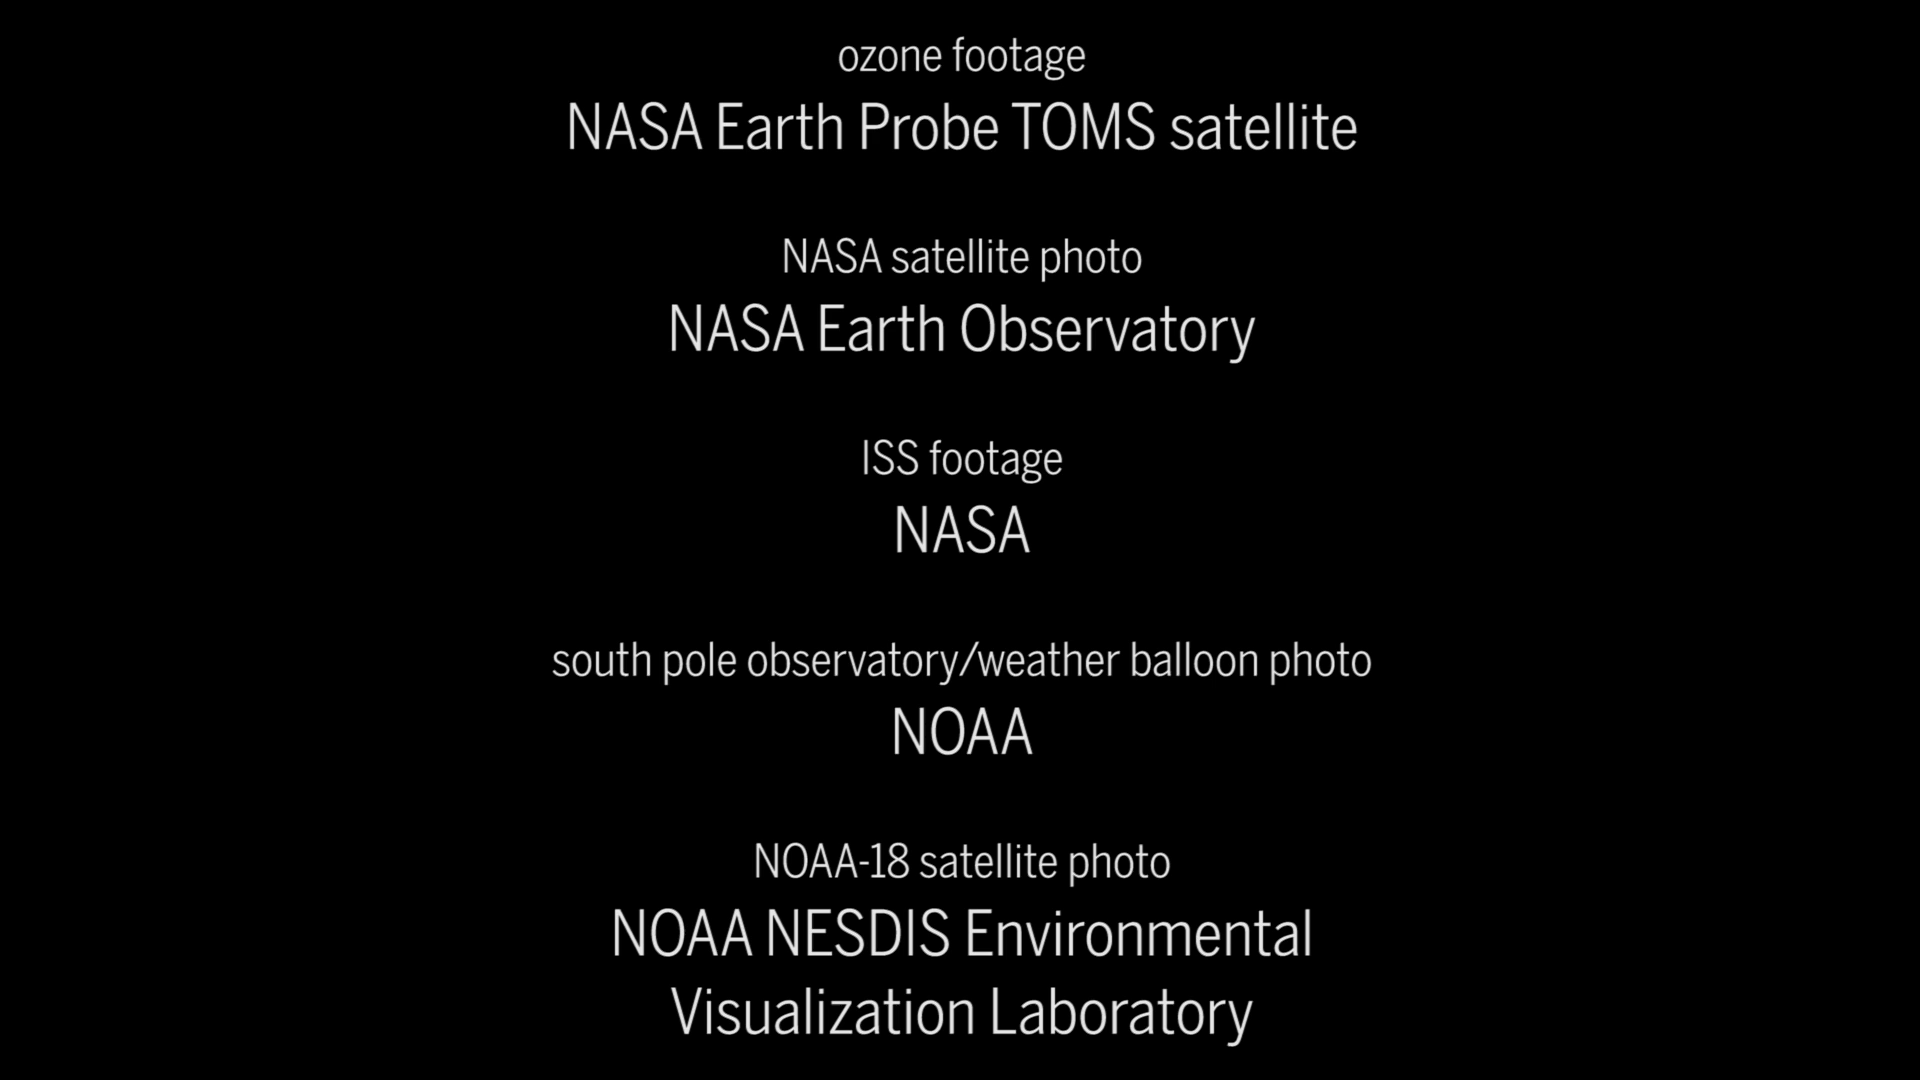 ozone footage
NASA Earth Probe TOMS satellite
NASA satellite photo
NASA Earth Observatory
ISS footage
NASA
south pole observatory/weather balloon photo
NOAA
NOAA-18 satellite photo
NOAA NESDIS Environmental
Visualization Laboratory